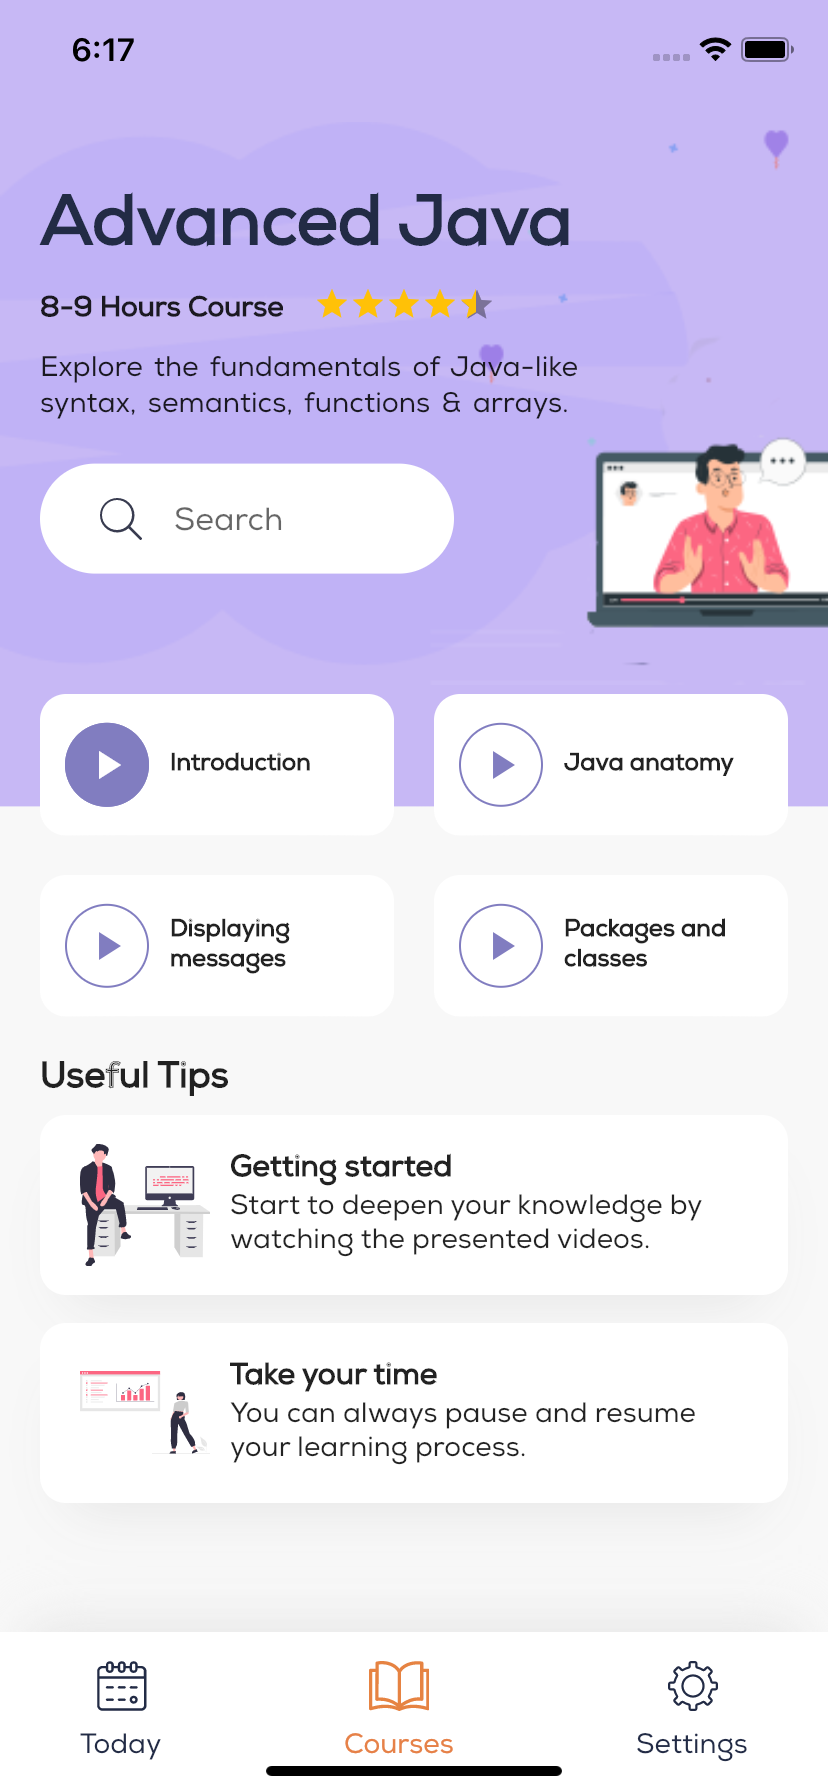 6:17
Advanced Java
8-9 Hours Course
Explore the fundamentals of Java-like
syntax, semantics, functions & arrays.
Search
Introduction
Java anatomy
Displaying
messages
Packages and
classes
Useful Tips
Getting started
Start to deepen your knowledge by
watching the presented videos.
Take your time
You can always pause and resume
your learning process.
Today
Courses
Settings